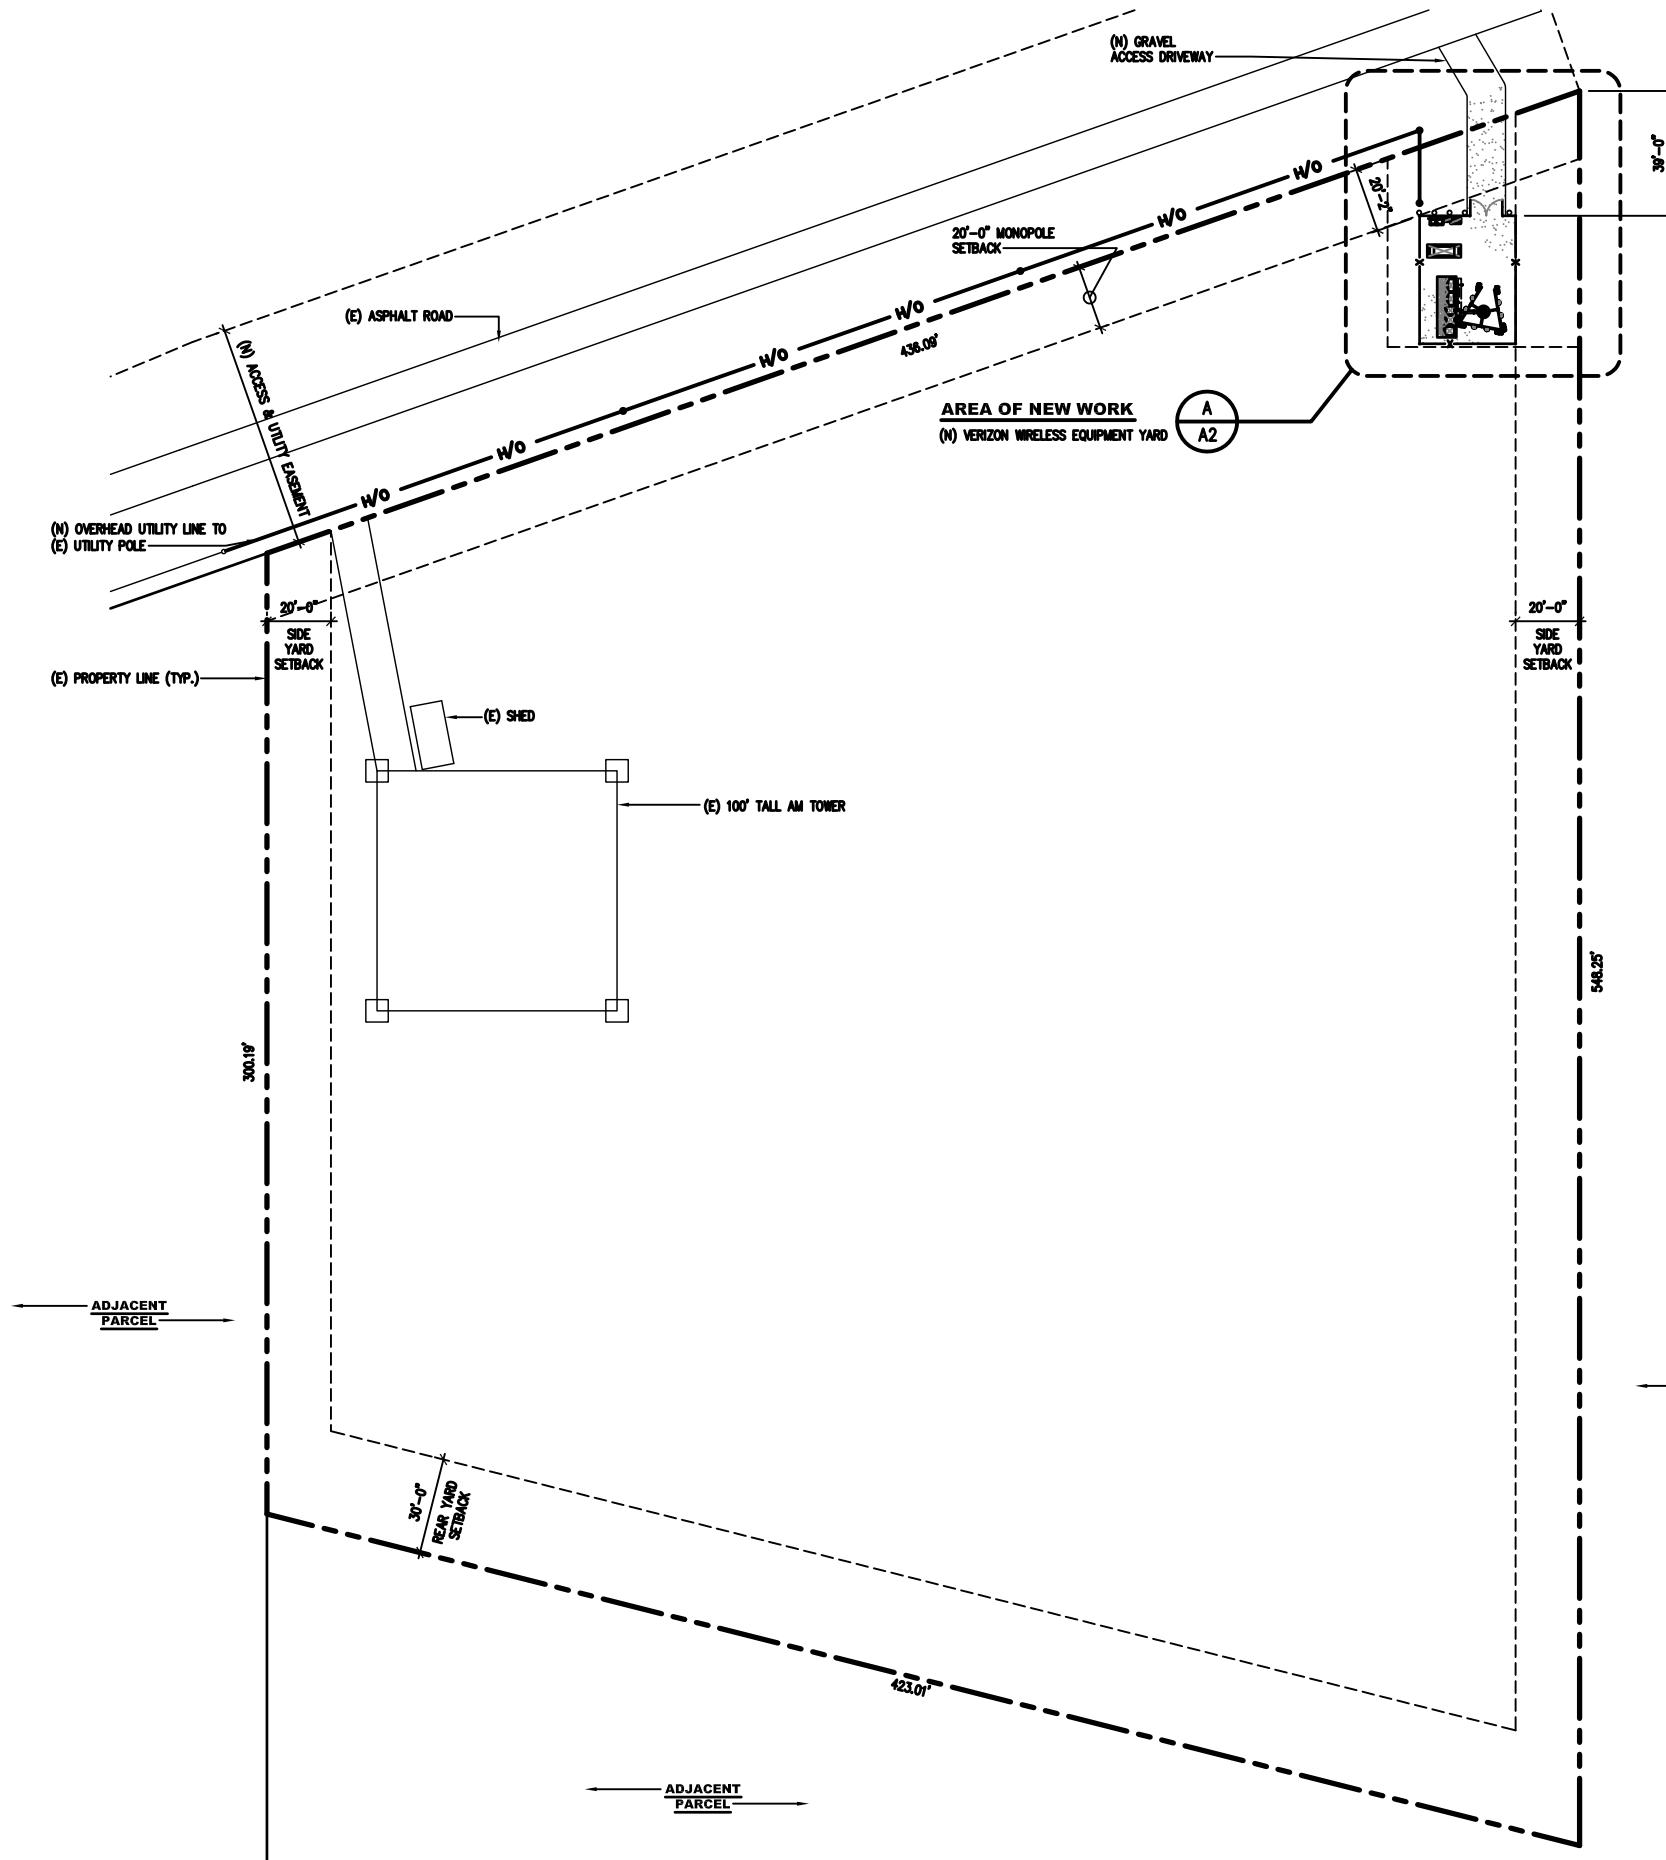 (N) GRAVEL
ACCESS DRIVEWAY
39'-0"
H/O
20'-2"
H/O
20'-0" MONOPOLE
SETBACK
(E) ASPHALT ROAD
H/O
436.09'
H/O
(N) ACCESS & UTILITY EASEMENT
AREA OF NEW WORK
(N) VERIZON WIRELESS EQUIPMENT YARD
A
A2
H/O
H/O
(N) OVERHEAD UTILITY LINE TO
(E) UTILITY POLE
20'-0"
SIDE
YARD
SETBACK
20'-0"
SIDE
YARD
SETBACK
(E) PROPERTY LINE (TYP.)
(E) SHED
(E) 100' TALL AM TOWER
548.25'
300.19'
ADJACENT
PARCEL
30'-0"
REAR YARD
SETBACK
423.01'
ADJACENT
PARCEL